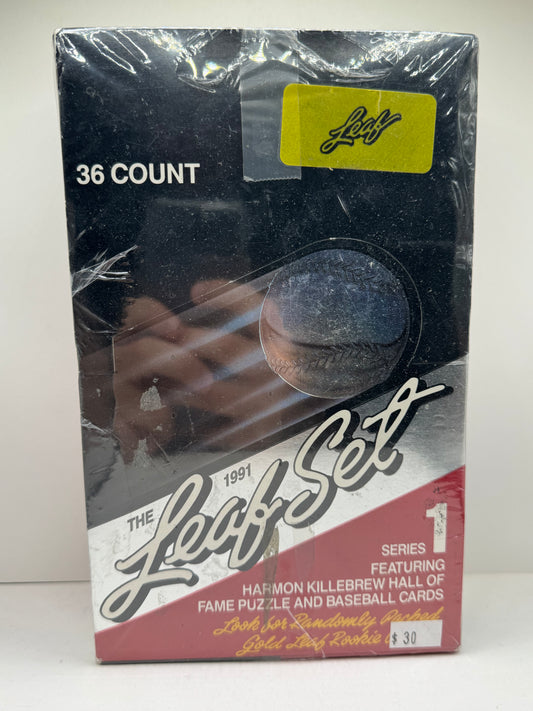 Leaf
36 COUNT
THE 1991
Leaf Set
SERIES 1
FEATURING
HARMON KILLEBREW HALL OF
FAME PUZZLE AND BASEBALL CARDS
Look for Randomly Packed
Gold Leaf Rookie
$ 30